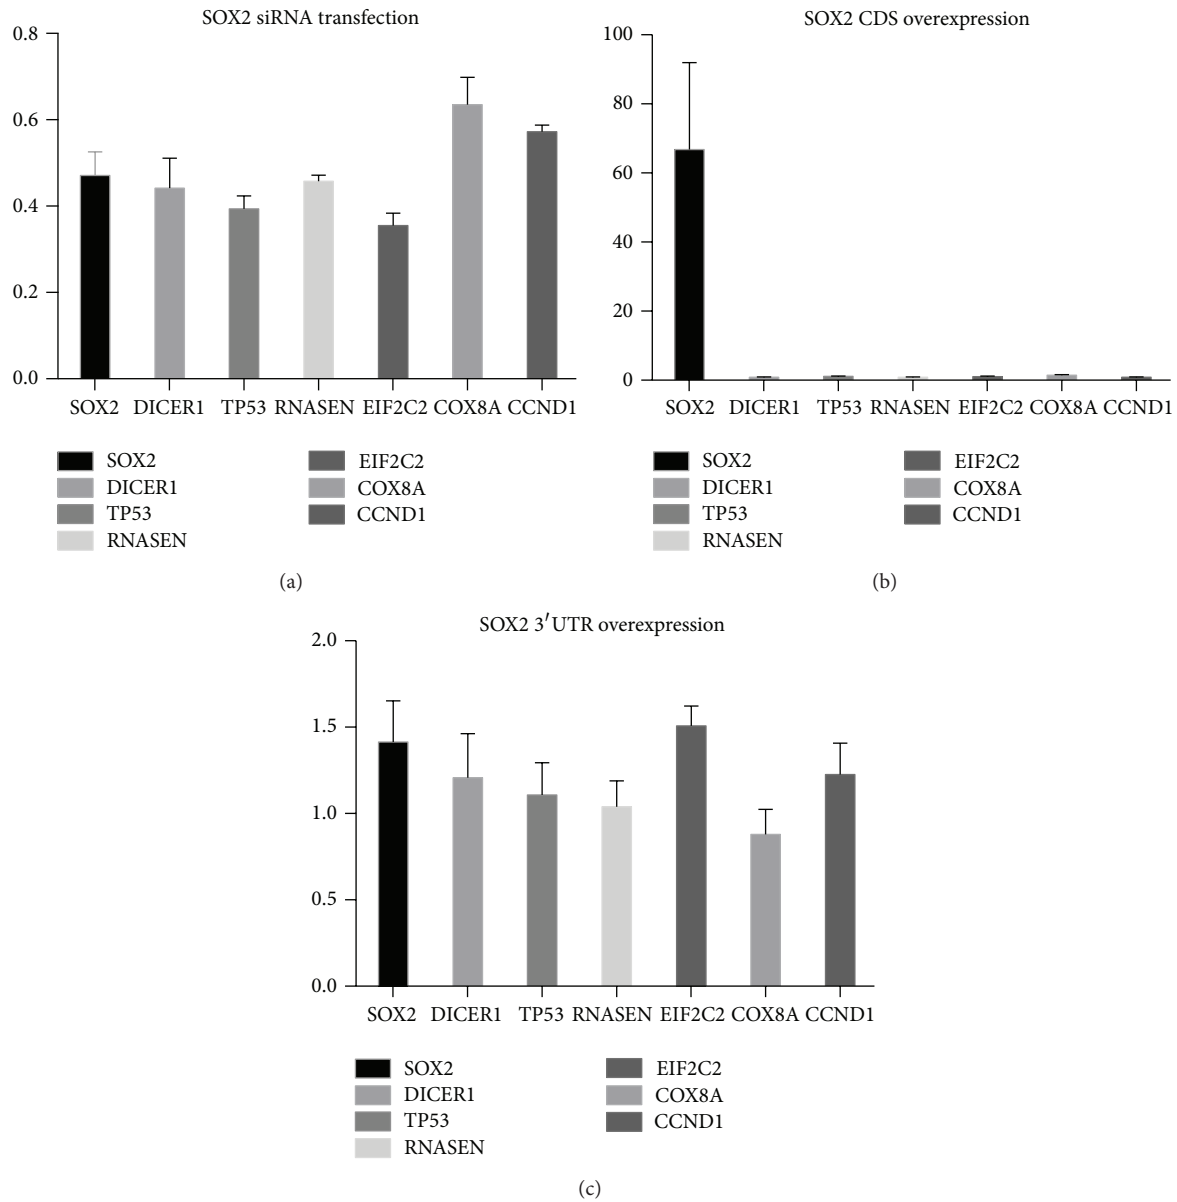 SOX2 siRNA transfection
0.8
0.6
0.4
0.2
0.0
SOX2 DICER1 TP53 RNASEN EIF2C2 COX8A CCND1
SOX2 EIF2C2
DICER1 COX8A
TP53 CCND1
RNASEN
(a)
SOX2 CDS overexpression
100
80
60
40
20
0
SOX2 DICER1 TP53 RNASEN EIF2C2 COX8A CCND1
SOX2 EIF2C2
DICER1 COX8A
TP53 CCND1
RNASEN
(b)
SOX2 3′UTR overexpression
2.0
1.5
1.0
0.5
0.0
SOX2 DICER1 TP53 RNASEN EIF2C2 COX8A CCND1
SOX2 EIF2C2
DICER1 COX8A
TP53 CCND1
RNASEN
(c)